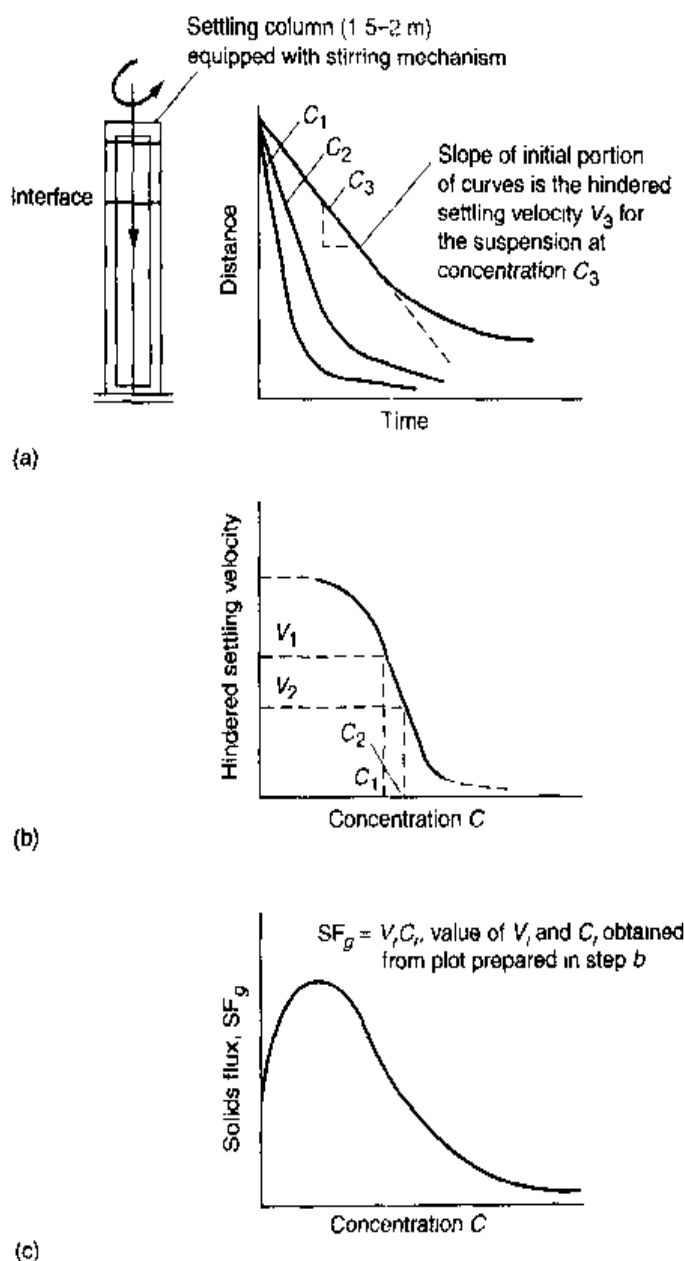 Settling column (1 5–2 m)
equipped with stirring mechanism
Interface
Distance
C1
C2
C3
Slope of initial portion
of curves is the hindered
settling velocity V3 for
the suspension at
concentration C3
Time
(a)
Hindered settling velocity
V1
V2
C2
C1
Concentration C
(b)
SFg = ViCi, value of Vi and Ci obtained
from plot prepared in step b
Solids flux, SFg
Concentration C
(c)